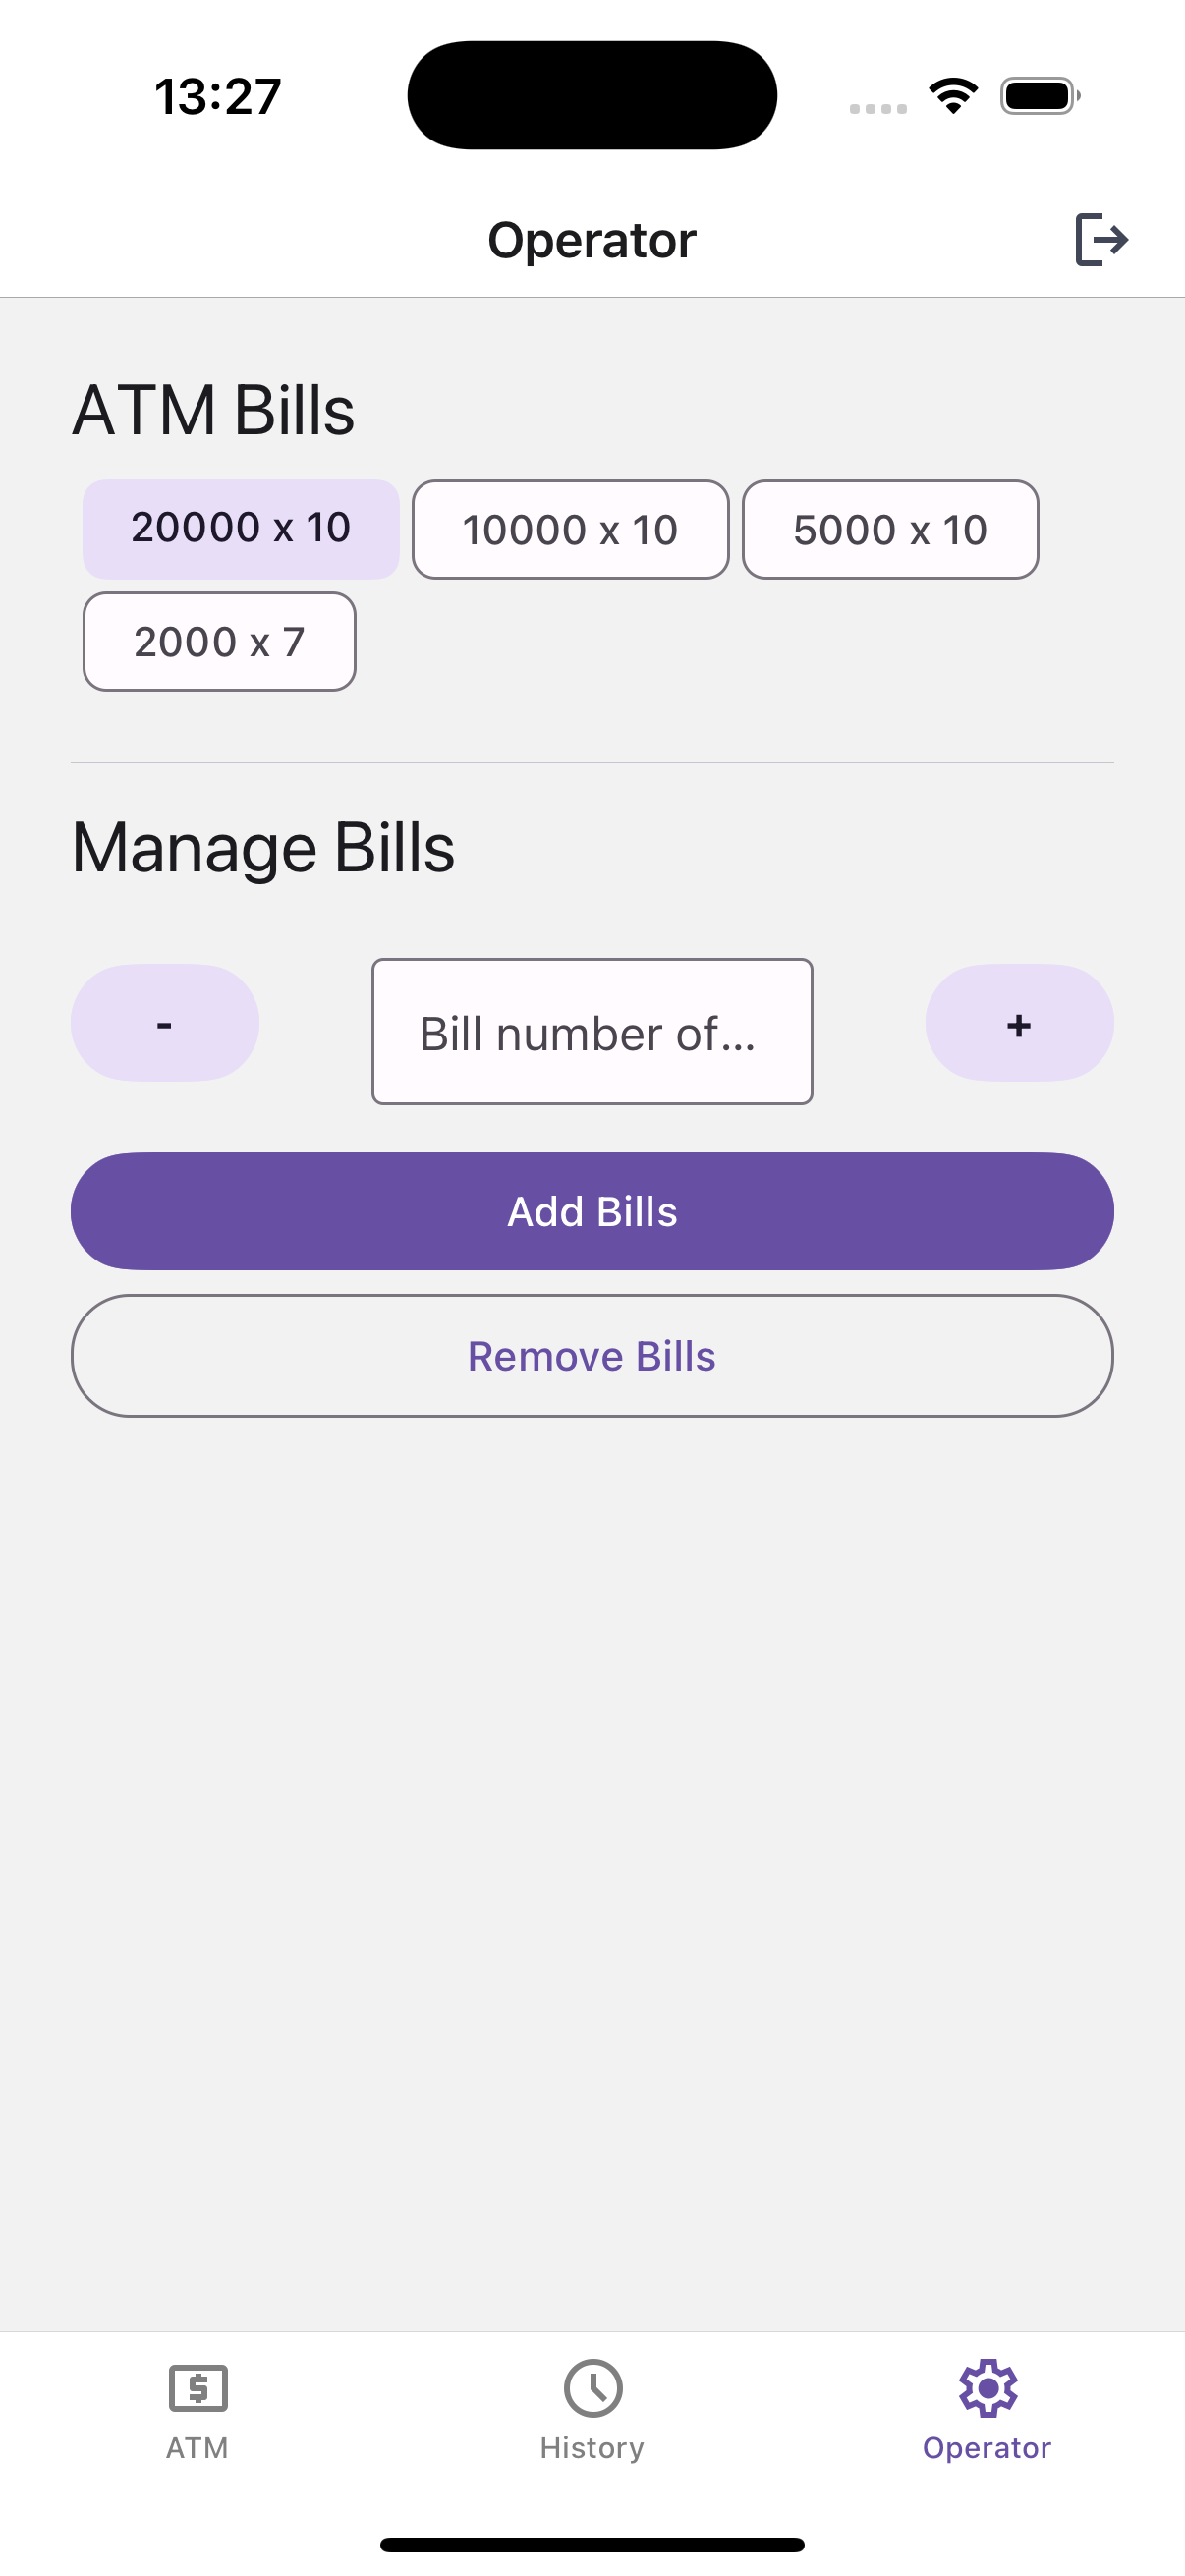 13:27
Operator
ATM Bills
20000 x 10
10000 x 10
5000 x 10
2000 x 7
Manage Bills
-
Bill number of...
+
Add Bills
Remove Bills
$
ATM
History
Operator